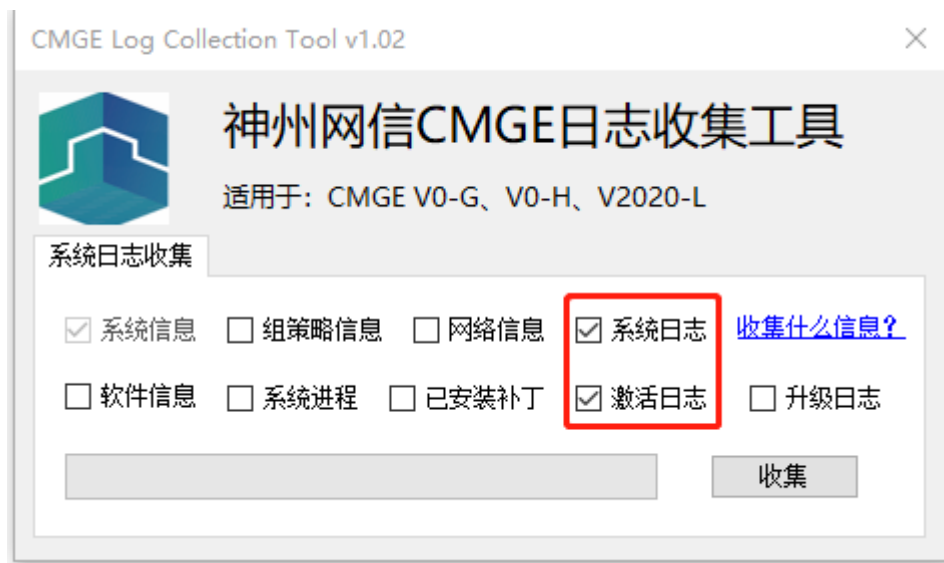 CMGE Log Collection Tool v1.02
神州网信CMGE日志收集工具
适用于：CMGE V0-G、V0-H、V2020-L
系统日志收集
系统信息 组策略信息 网络信息 系统日志 收集什么信息？
软件信息 系统进程 已安装补丁 激活日志 升级日志
收集